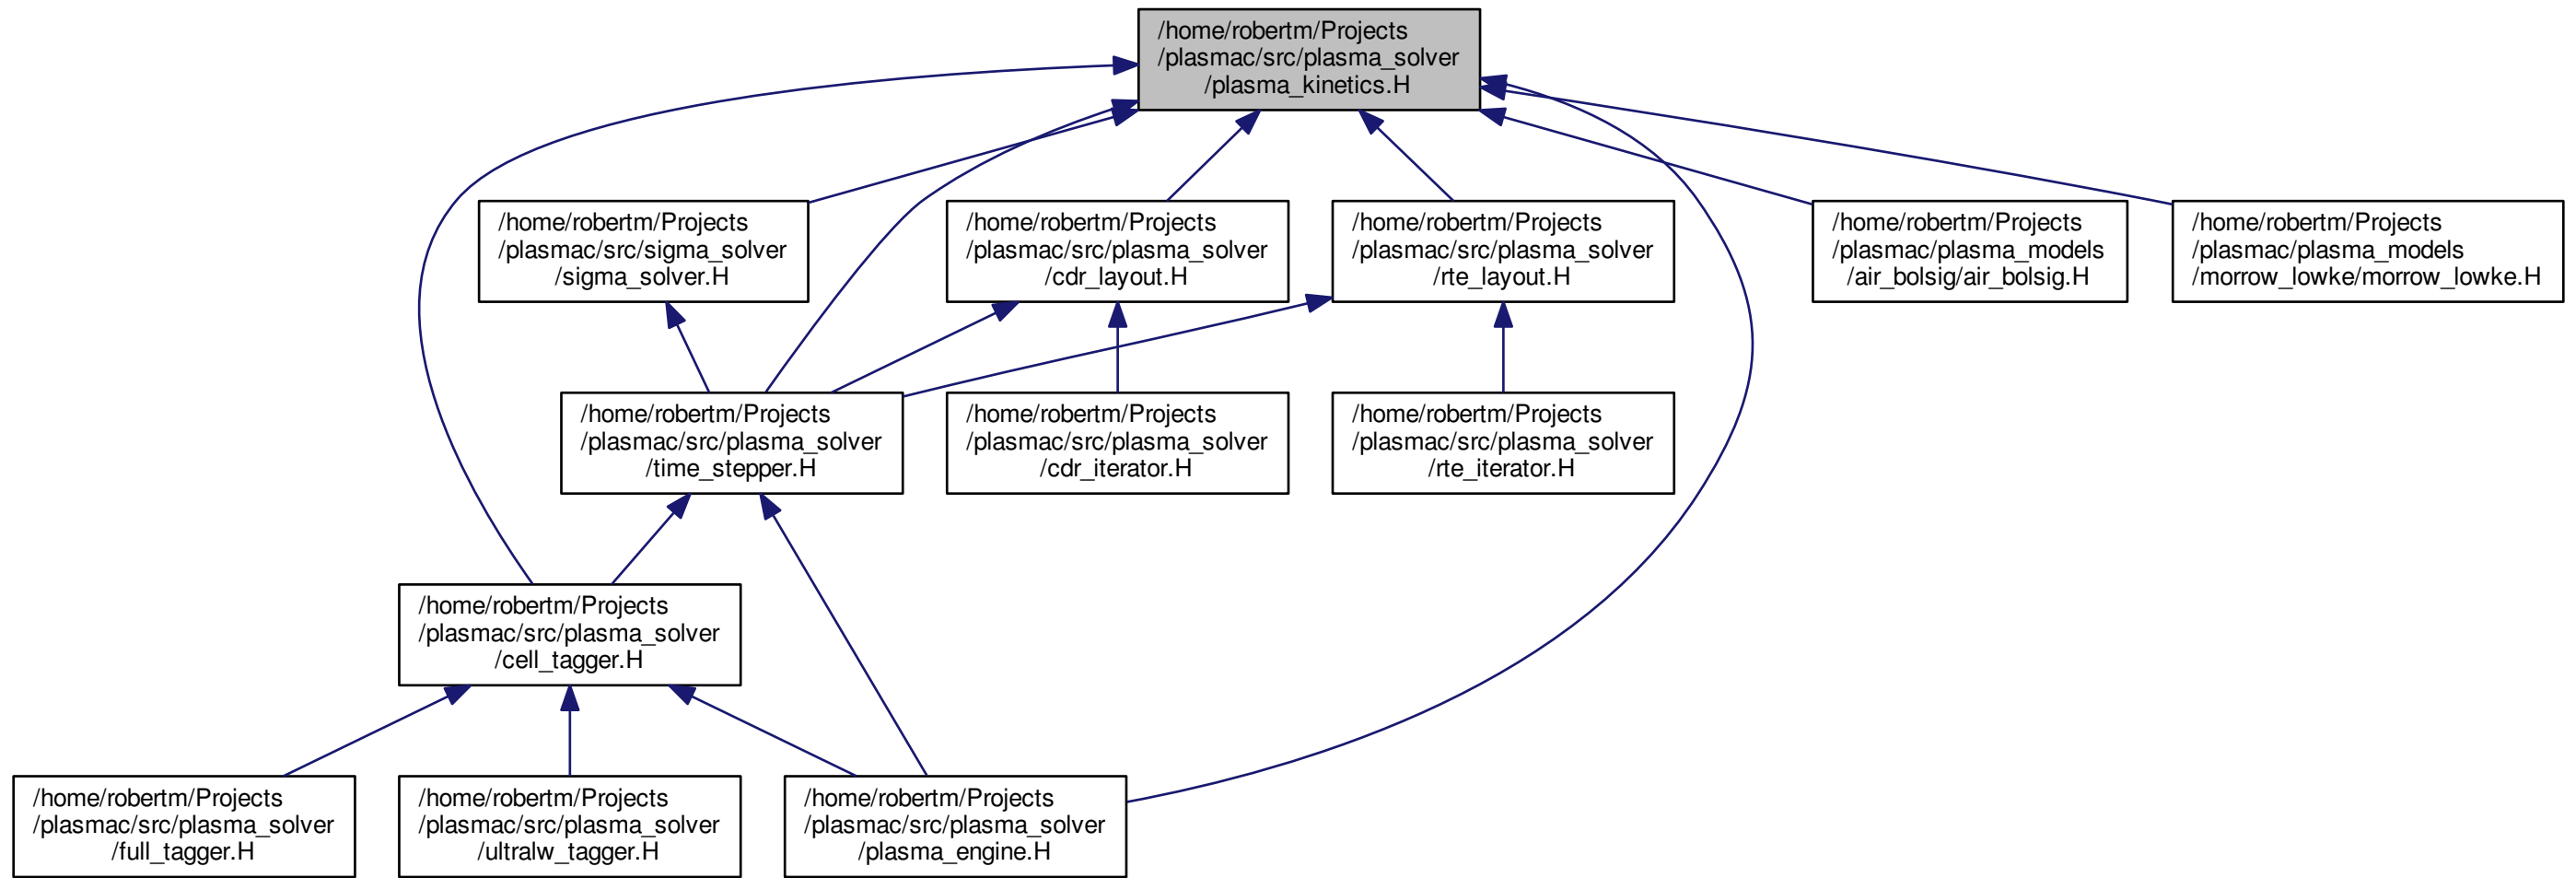 /home/robertm/Projects
/plasmac/src/plasma_solver
/plasma_kinetics.H
/home/robertm/Projects
/plasmac/src/sigma_solver
/sigma_solver.H
/home/robertm/Projects
/plasmac/src/plasma_solver
/cdr_layout.H
/home/robertm/Projects
/plasmac/src/plasma_solver
/rte_layout.H
/home/robertm/Projects
/plasmac/plasma_models
/air_bolsig/air_bolsig.H
/home/robertm/Projects
/plasmac/plasma_models
/morrow_lowke/morrow_lowke.H
/home/robertm/Projects
/plasmac/src/plasma_solver
/time_stepper.H
/home/robertm/Projects
/plasmac/src/plasma_solver
/cdr_iterator.H
/home/robertm/Projects
/plasmac/src/plasma_solver
/rte_iterator.H
/home/robertm/Projects
/plasmac/src/plasma_solver
/cell_tagger.H
/home/robertm/Projects
/plasmac/src/plasma_solver
/full_tagger.H
/home/robertm/Projects
/plasmac/src/plasma_solver
/ultralw_tagger.H
/home/robertm/Projects
/plasmac/src/plasma_solver
/plasma_engine.H